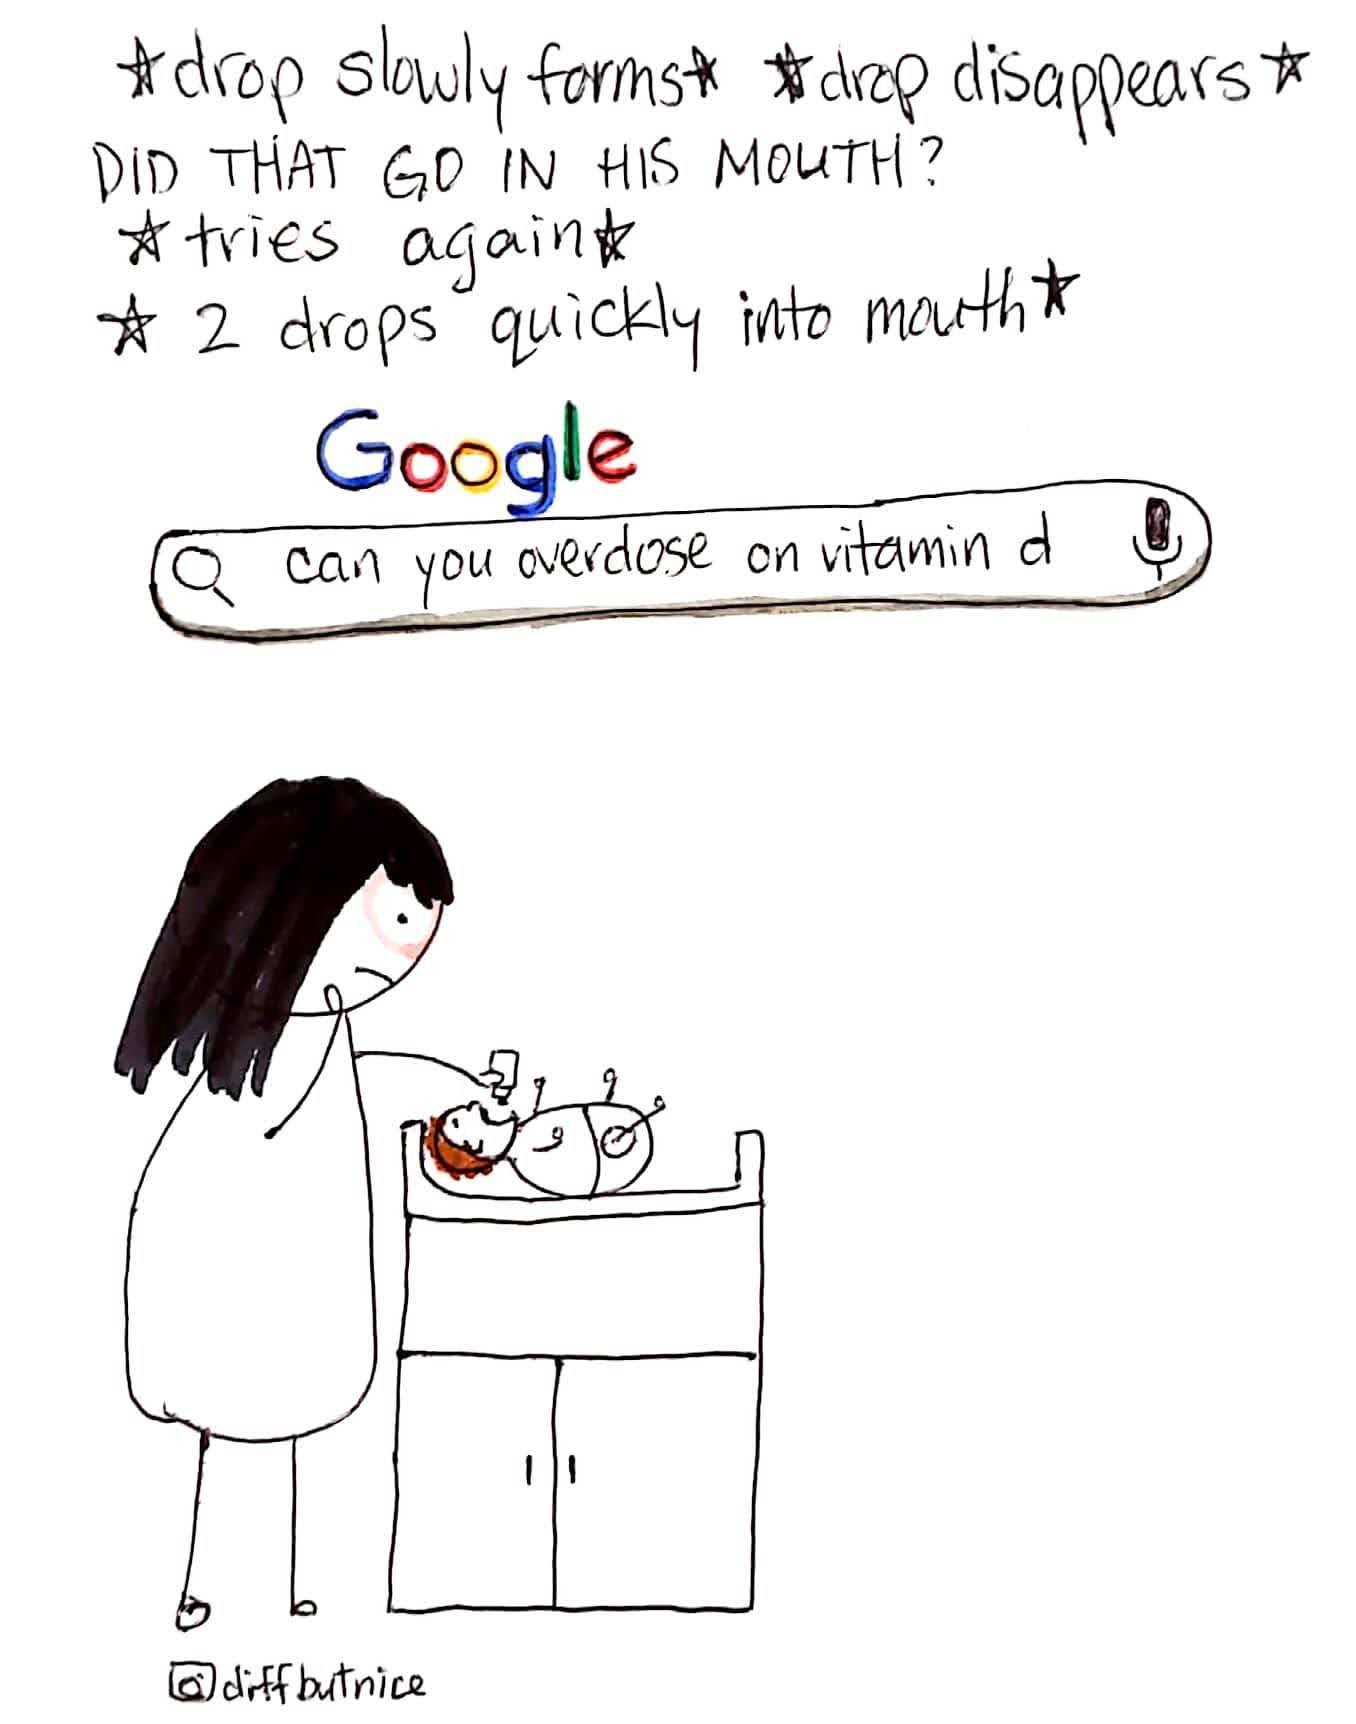 ☆drop slowly forms☆ ☆drop disappears☆
DID THAT GO IN HIS MOUTH?
☆tries again☆
☆ 2 drops quickly into mouth☆
Google
can you overdose on vitamin d
diffbutnice